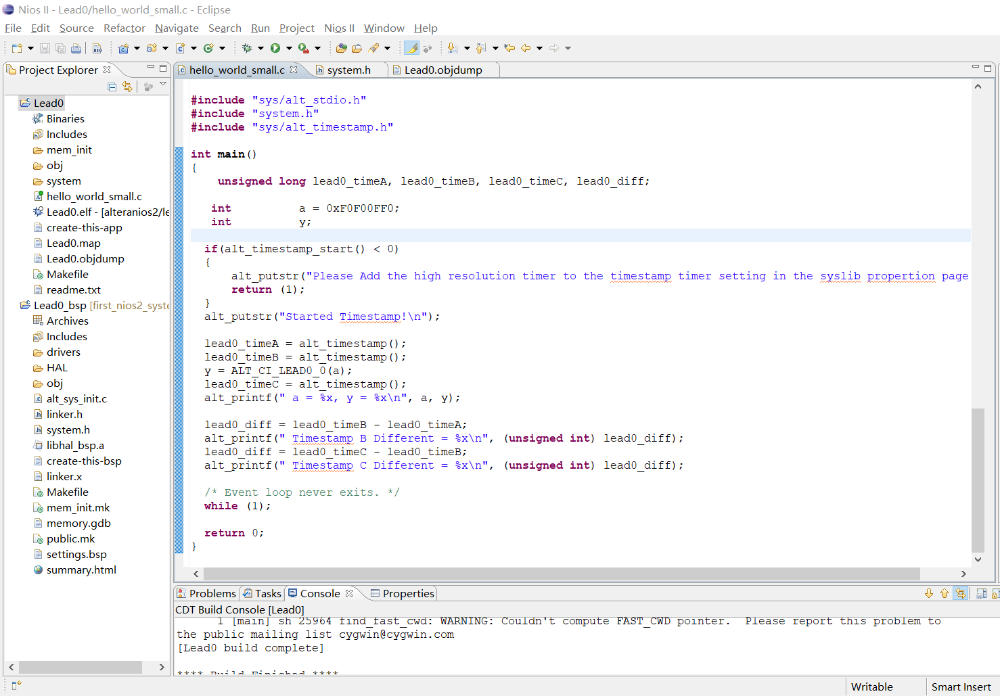 Nios II - Lead0/hello_world_small.c - Eclipse
File Edit Source Refactor Navigate Search Run Project Nios II Window Help
Project Explorer
Lead0
Binaries
Includes
mem_init
obj
system
hello_world_small.c
Lead0.elf - [alteranios2/le
create-this-app
Lead0.map
Lead0.objdump
Makefile
readme.txt
Lead0_bsp [first_nios2_syste
Archives
Includes
drivers
HAL
obj
alt_sys_init.c
linker.h
system.h
libhal_bsp.a
create-this-bsp
linker.x
Makefile
mem_init.mk
memory.gdb
public.mk
settings.bsp
summary.html
hello_world_small.c system.h Lead0.objdump
#include "sys/alt_stdio.h"
#include "system.h"
#include "sys/alt_timestamp.h"
int main()
{
unsigned long lead0_timeA, lead0_timeB, lead0_timeC, lead0_diff;
int a = 0xF0F00FF0;
int y;
if(alt_timestamp_start() < 0)
{
alt_putstr("Please Add the high resolution timer to the timestamp timer setting in the syslib propertion page
return (1);
}
alt_putstr("Started Timestamp!\n");
lead0_timeA = alt_timestamp();
lead0_timeB = alt_timestamp();
y = ALT_CI_LEAD0_0(a);
lead0_timeC = alt_timestamp();
alt_printf(" a = %x, y = %x\n", a, y);
lead0_diff = lead0_timeB - lead0_timeA;
alt_printf(" Timestamp B Different = %x\n", (unsigned int) lead0_diff);
lead0_diff = lead0_timeC - lead0_timeB;
alt_printf(" Timestamp C Different = %x\n", (unsigned int) lead0_diff);
/* Event loop never exits. */
while (1);
return 0;
}
Problems Tasks Console Properties
CDT Build Console [Lead0]
1 [main] sh 25964 find_fast_cwd: WARNING: Couldn't compute FAST_CWD pointer. Please report this problem to
the public mailing list cygwin@cygwin.com
[Lead0 build complete]
**** Build Finished ****
Writable Smart Insert